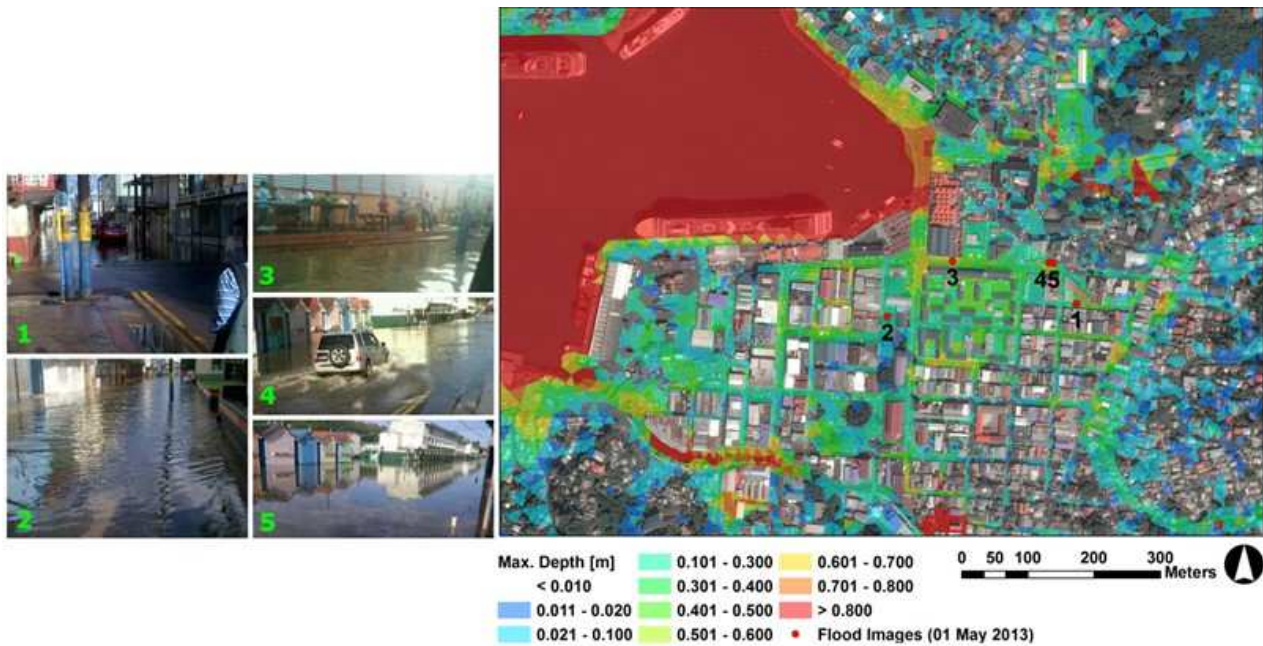 1
2
3
4
5
3
45
1
2
Max. Depth [m]
< 0.010
0.011 - 0.020
0.021 - 0.100
0.101 - 0.300
0.301 - 0.400
0.401 - 0.500
0.501 - 0.600
0.601 - 0.700
0.701 - 0.800
> 0.800
Flood Images (01 May 2013)
0 50 100 200 300
Meters